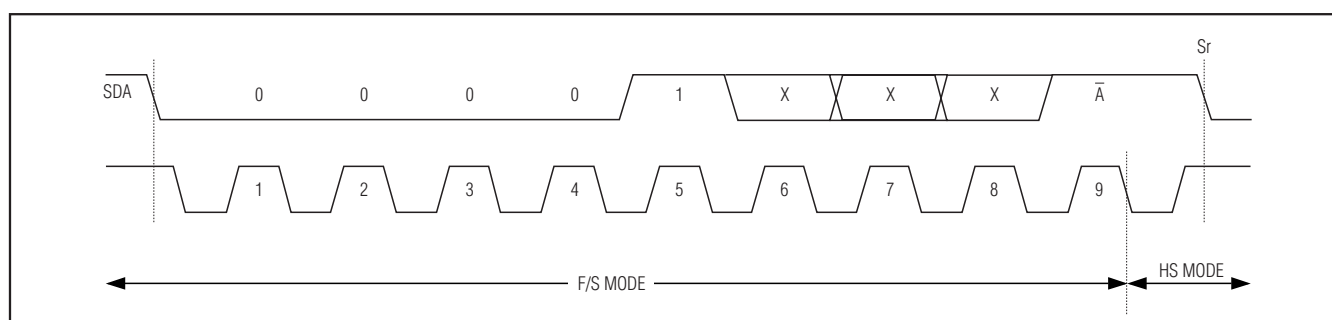 Sr
SDA 0 0 0 0 1 X X X A̅
1 2 3 4 5 6 7 8 9
F/S MODE HS MODE